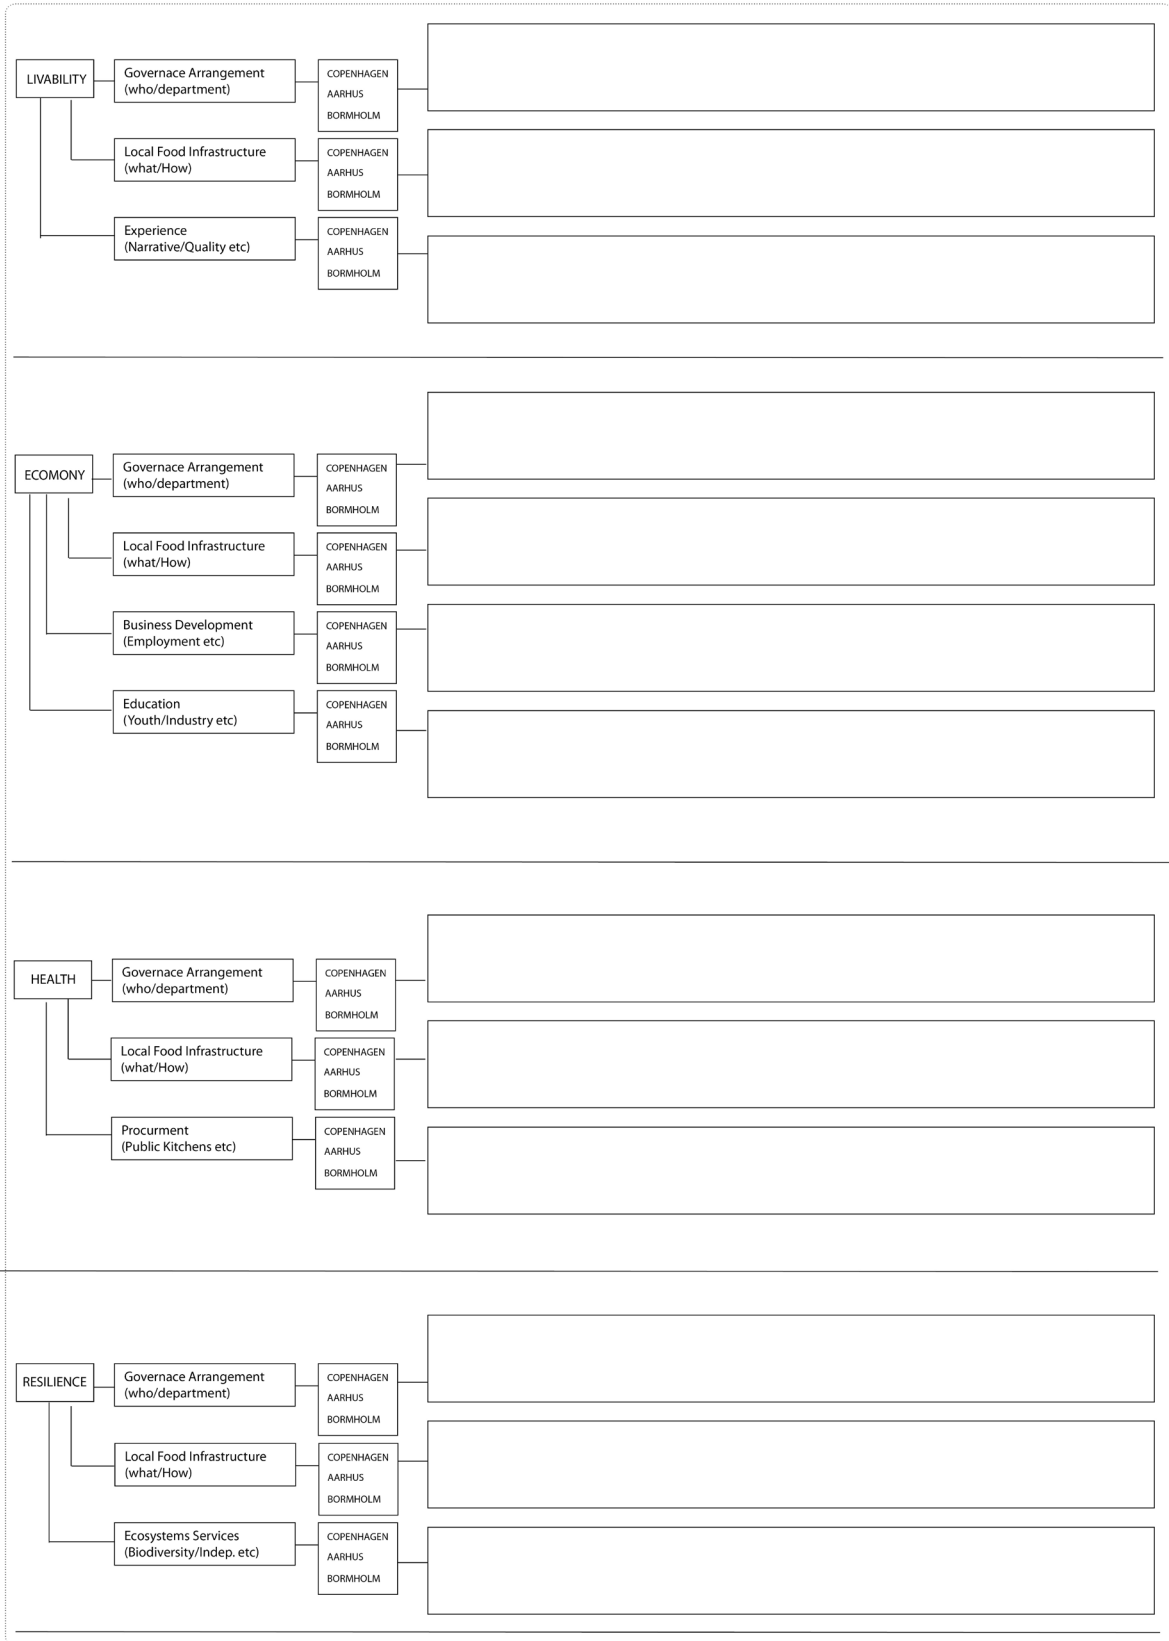 LIVABILITY
Governace Arrangement
(who/department)
COPENHAGEN
AARHUS
BORMHOLM
Local Food Infrastructure
(what/How)
COPENHAGEN
AARHUS
BORMHOLM
Experience
(Narrative/Quality etc)
COPENHAGEN
AARHUS
BORMHOLM
ECOMONY
Governace Arrangement
(who/department)
COPENHAGEN
AARHUS
BORMHOLM
Local Food Infrastructure
(what/How)
COPENHAGEN
AARHUS
BORMHOLM
Business Development
(Employment etc)
COPENHAGEN
AARHUS
BORMHOLM
Education
(Youth/Industry etc)
COPENHAGEN
AARHUS
BORMHOLM
HEALTH
Governace Arrangement
(who/department)
COPENHAGEN
AARHUS
BORMHOLM
Local Food Infrastructure
(what/How)
COPENHAGEN
AARHUS
BORMHOLM
Procurment
(Public Kitchens etc)
COPENHAGEN
AARHUS
BORMHOLM
RESILIENCE
Governace Arrangement
(who/department)
COPENHAGEN
AARHUS
BORMHOLM
Local Food Infrastructure
(what/How)
COPENHAGEN
AARHUS
BORMHOLM
Ecosystems Services
(Biodiversity/Indep. etc)
COPENHAGEN
AARHUS
BORMHOLM